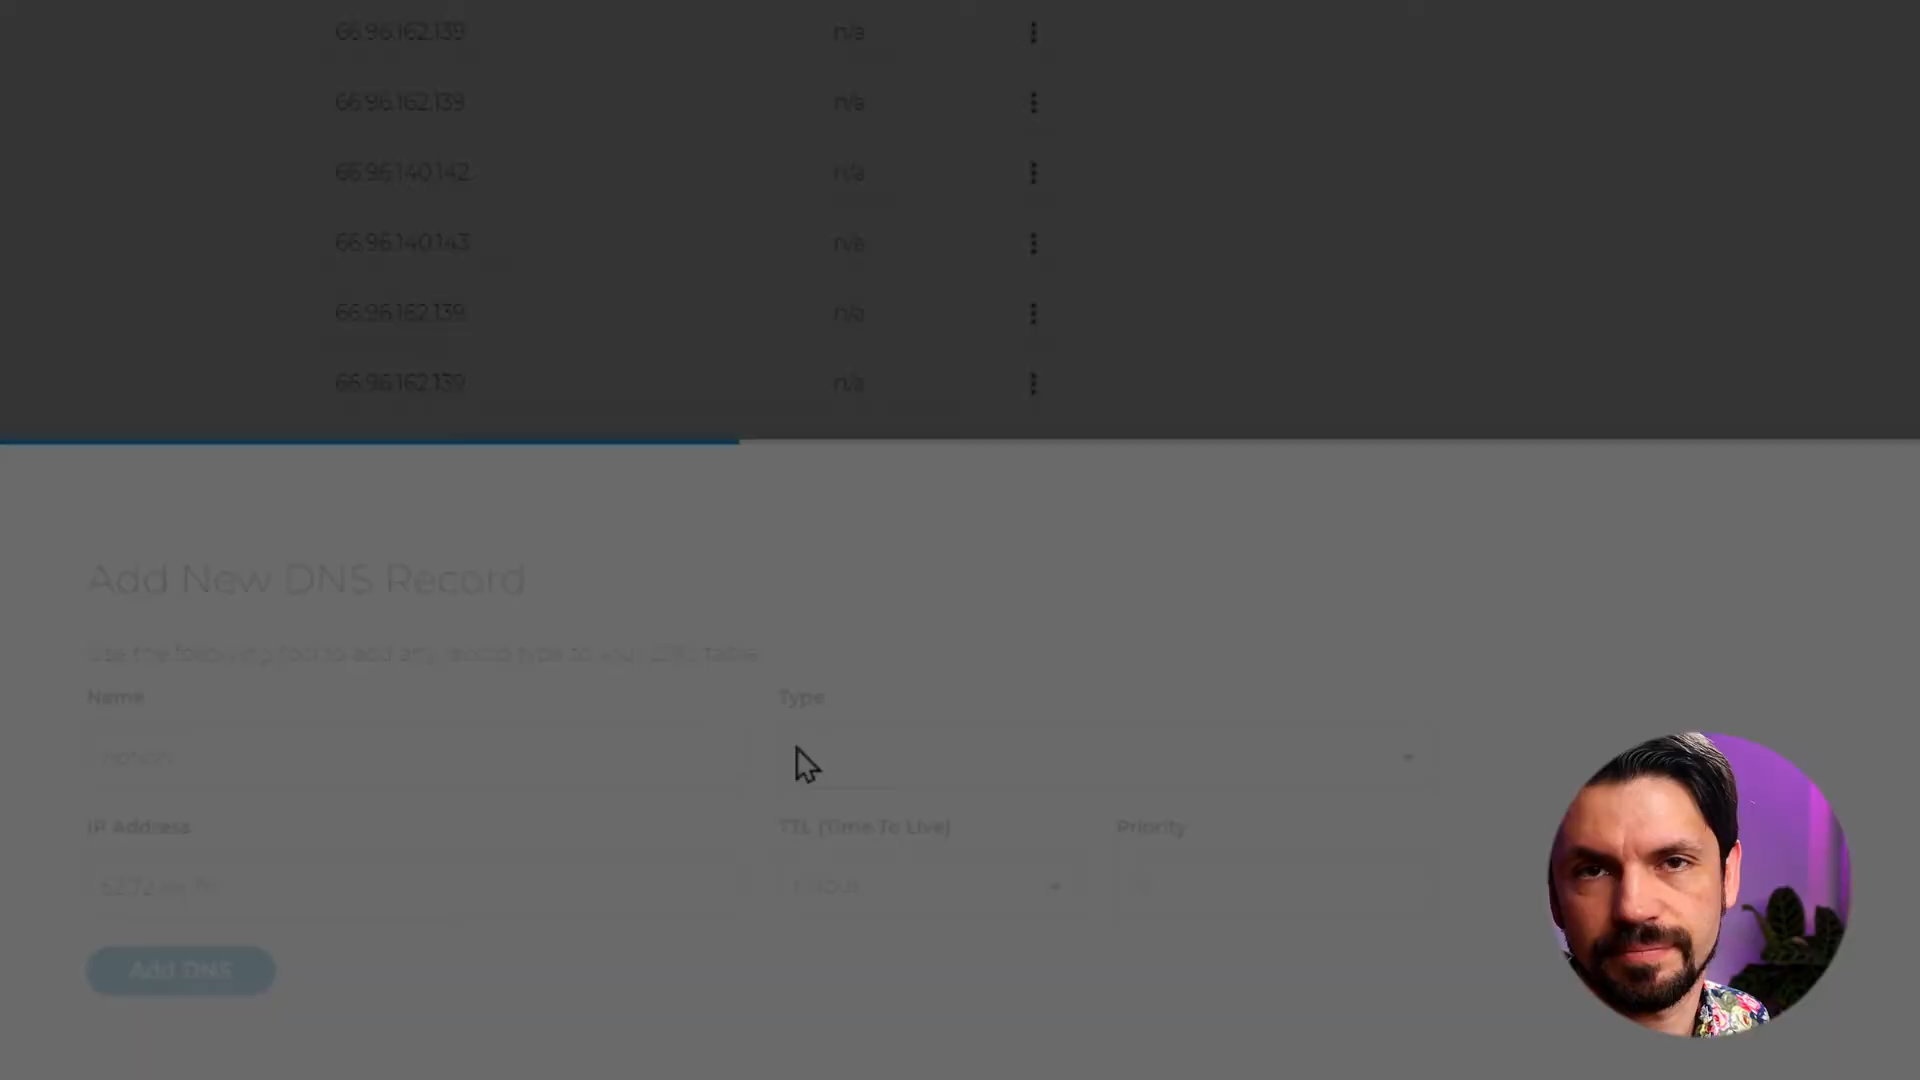 66.96.162.139 n/a
66.96.162.139 n/a
66.96.140.142 n/a
66.96.140.143 n/a
66.96.162.139 n/a
66.96.162.139 n/a
Add New DNS Record
Use the following tool to add any record type to your DNS table.
Name Type
IP Address TTL (Time To Live) Priority
1 Hour
Add DNS